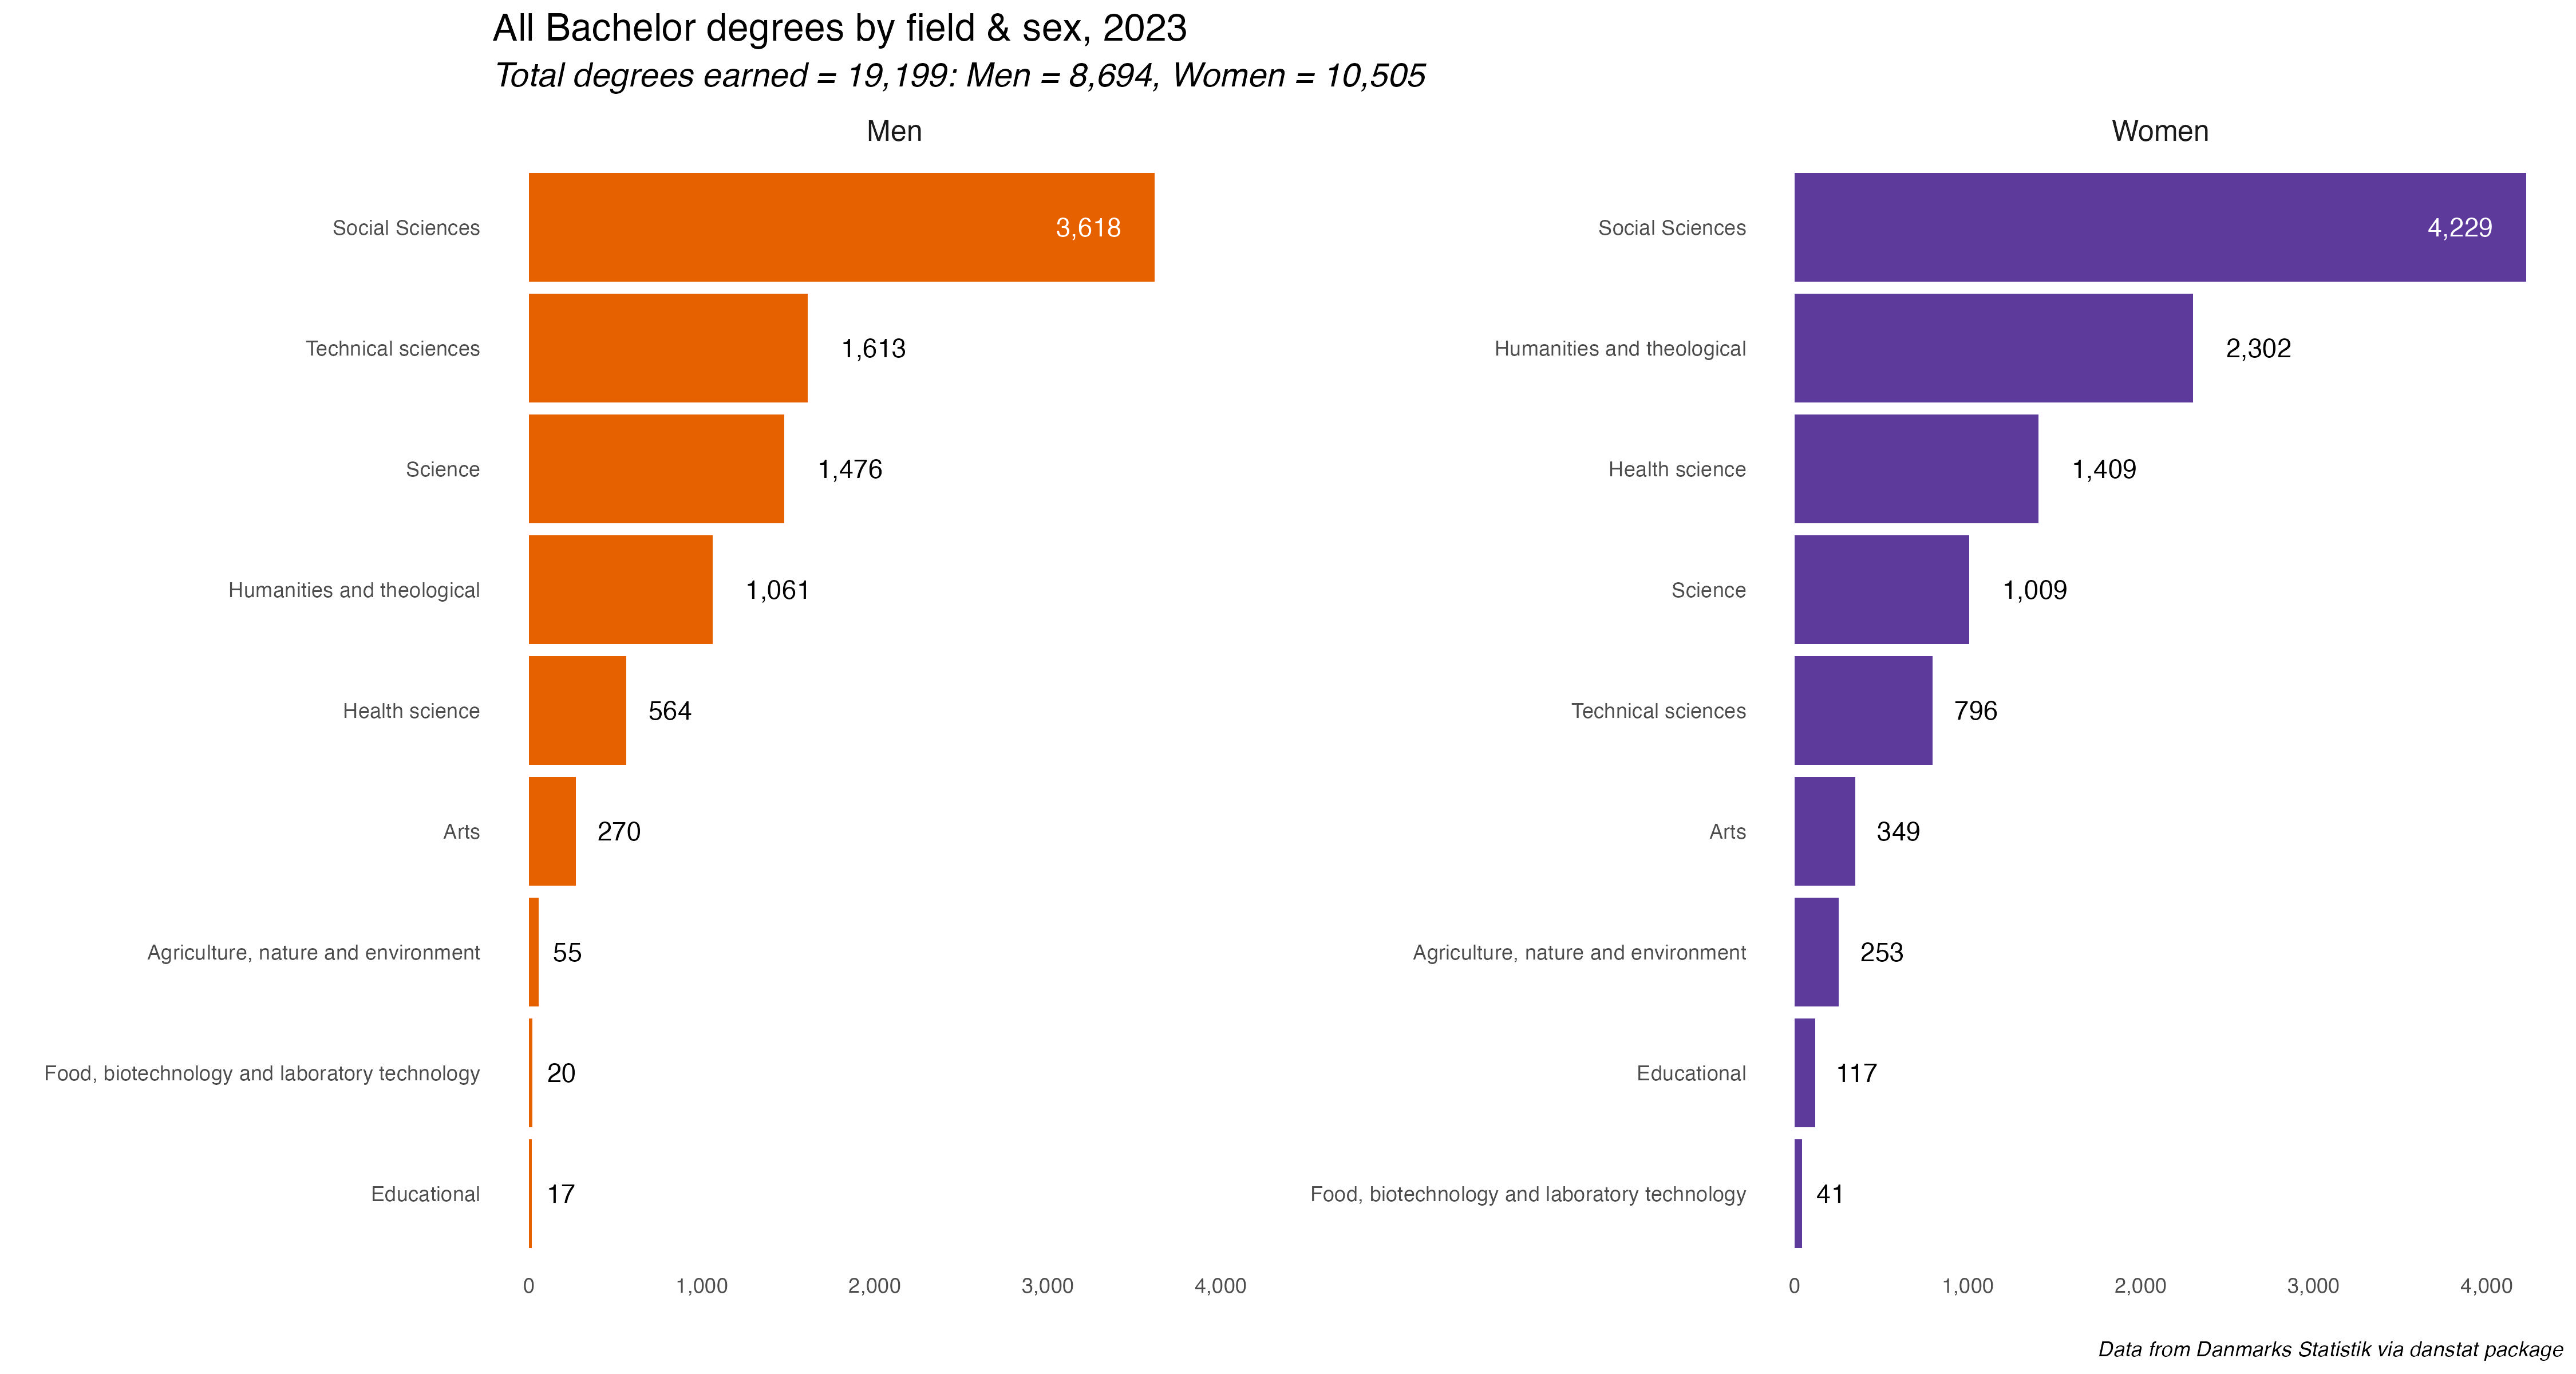 All Bachelor degrees by field & sex, 2023
Total degrees earned = 19,199: Men = 8,694, Women = 10,505
Men
Social Sciences 3,618
Technical sciences 1,613
Science 1,476
Humanities and theological 1,061
Health science 564
Arts 270
Agriculture, nature and environment 55
Food, biotechnology and laboratory technology 20
Educational 17
0 1,000 2,000 3,000 4,000
Women
Social Sciences 4,229
Humanities and theological 2,302
Health science 1,409
Science 1,009
Technical sciences 796
Arts 349
Agriculture, nature and environment 253
Educational 117
Food, biotechnology and laboratory technology 41
0 1,000 2,000 3,000 4,000
Data from Danmarks Statistik via danstat package